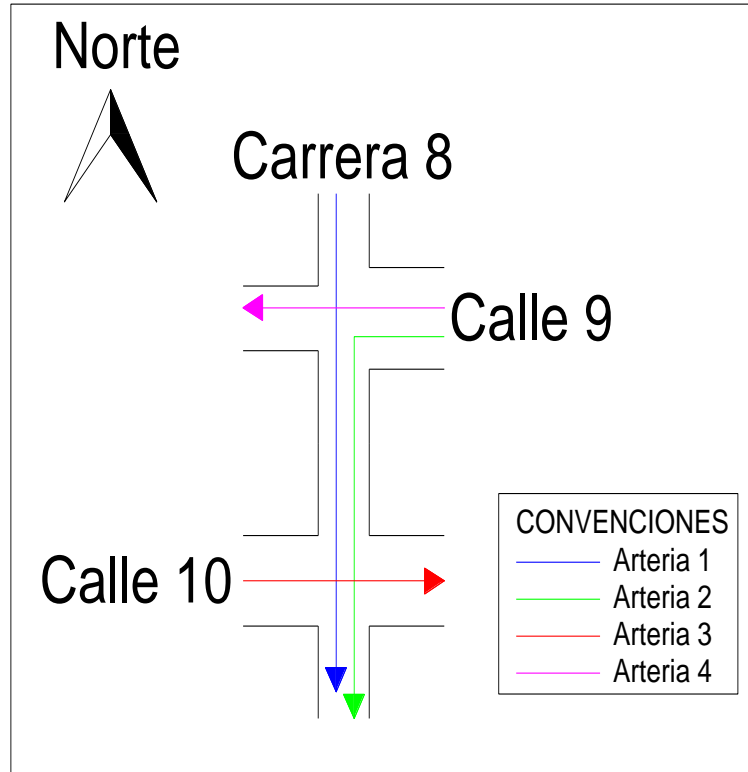 Norte
Carrera 8
Calle 9
Calle 10
CONVENCIONES
Arteria 1
Arteria 2
Arteria 3
Arteria 4